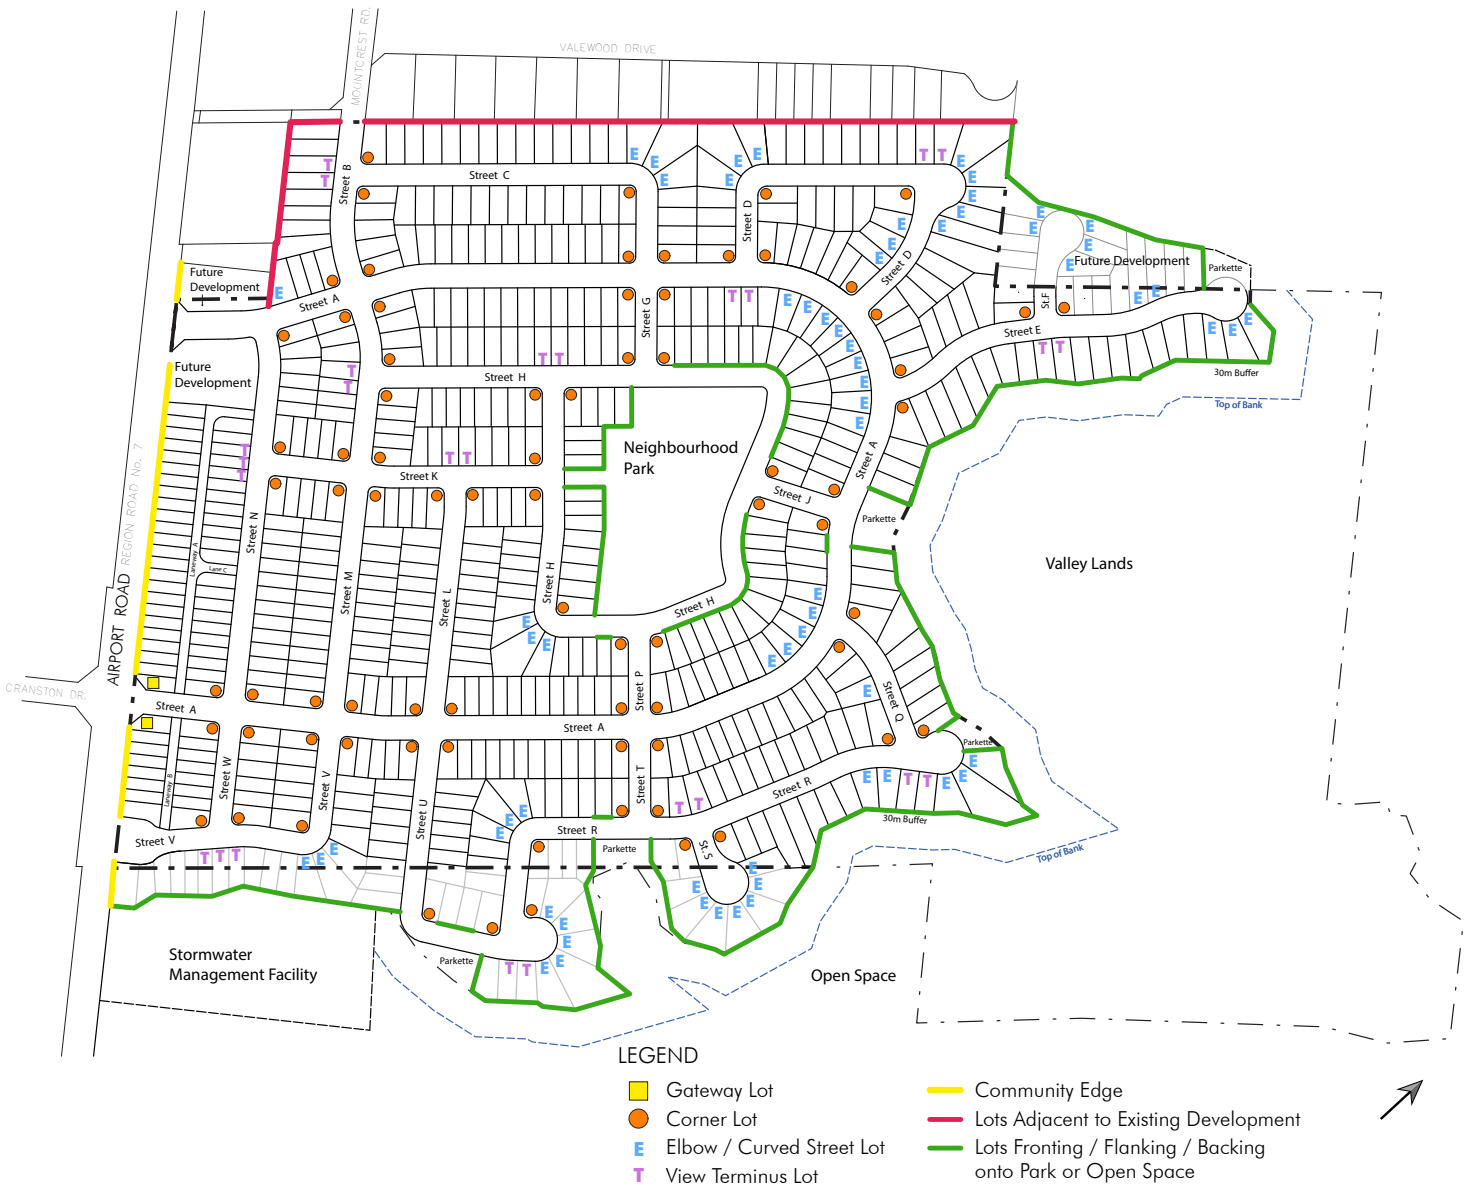 VALEWOOD DRIVE
MOUNTCREST RD.
Street B
Street C
Street D
Street D
Future
Development
Street A
Street G
Future Development
Parkette
St.F
Street E
30m Buffer
Top of Bank
Future
Development
Street H
Neighbourhood
Park
Street K
Street A
Street J
Parkette
Valley Lands
AIRPORT ROAD REGION ROAD No. 7
Laneway A
Lane C
Street N
Street M
Street L
Street H
Street H
CRANSTON DR.
Street A
Street P
Street Q
Street A
Parkette
Laneway B
Street W
Street V
Street U
Street T
Street R
30m Buffer
Top of Bank
Street V
Street R
Parkette
St.S
Stormwater
Management Facility
Parkette
Open Space
LEGEND
Gateway Lot
Corner Lot
E Elbow / Curved Street Lot
T View Terminus Lot
Community Edge
Lots Adjacent to Existing Development
Lots Fronting / Flanking / Backing
onto Park or Open Space